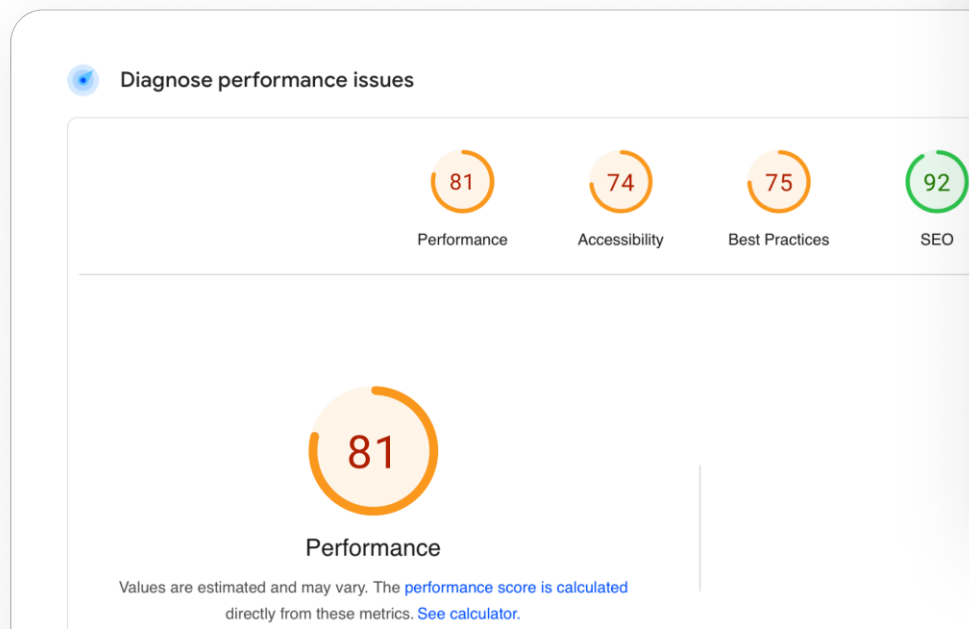 Diagnose performance issues
81
74
75
92
Performance
Accessibility
Best Practices
SEO
81
Performance
Values are estimated and may vary. The performance score is calculated
directly from these metrics. See calculator.